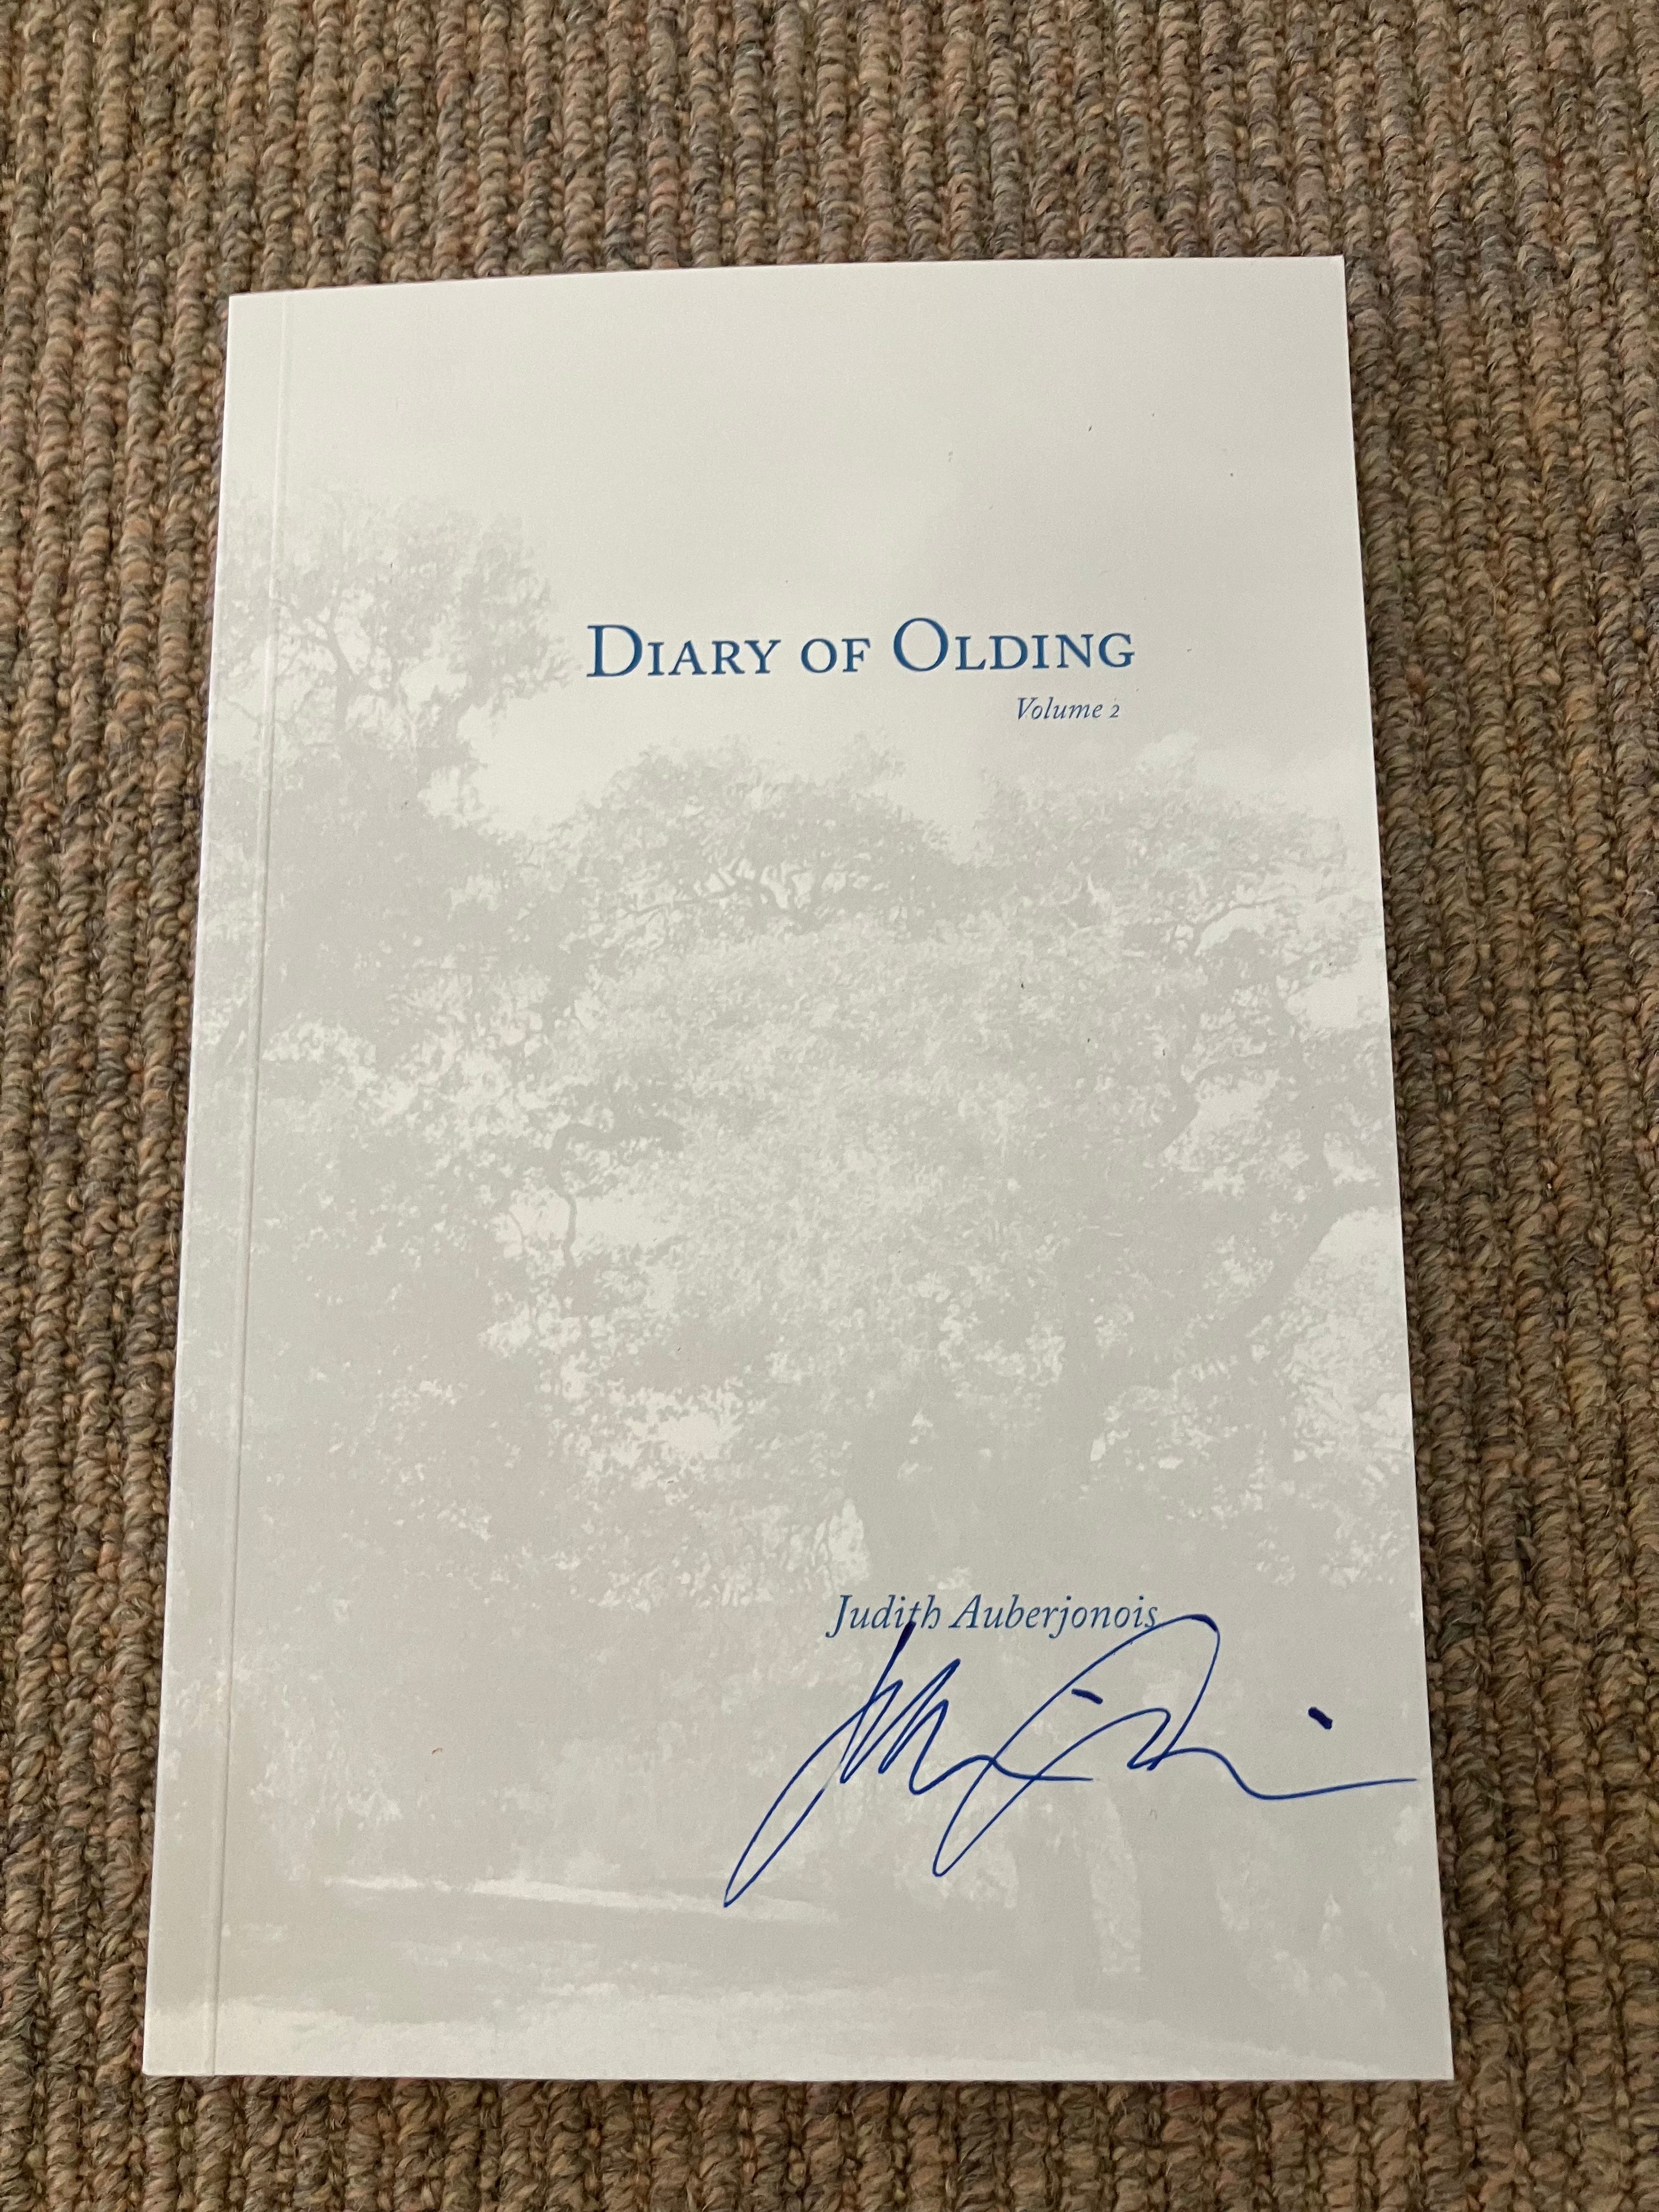 DIARY OF OLDING
Volume 2
Judith Auberjonois